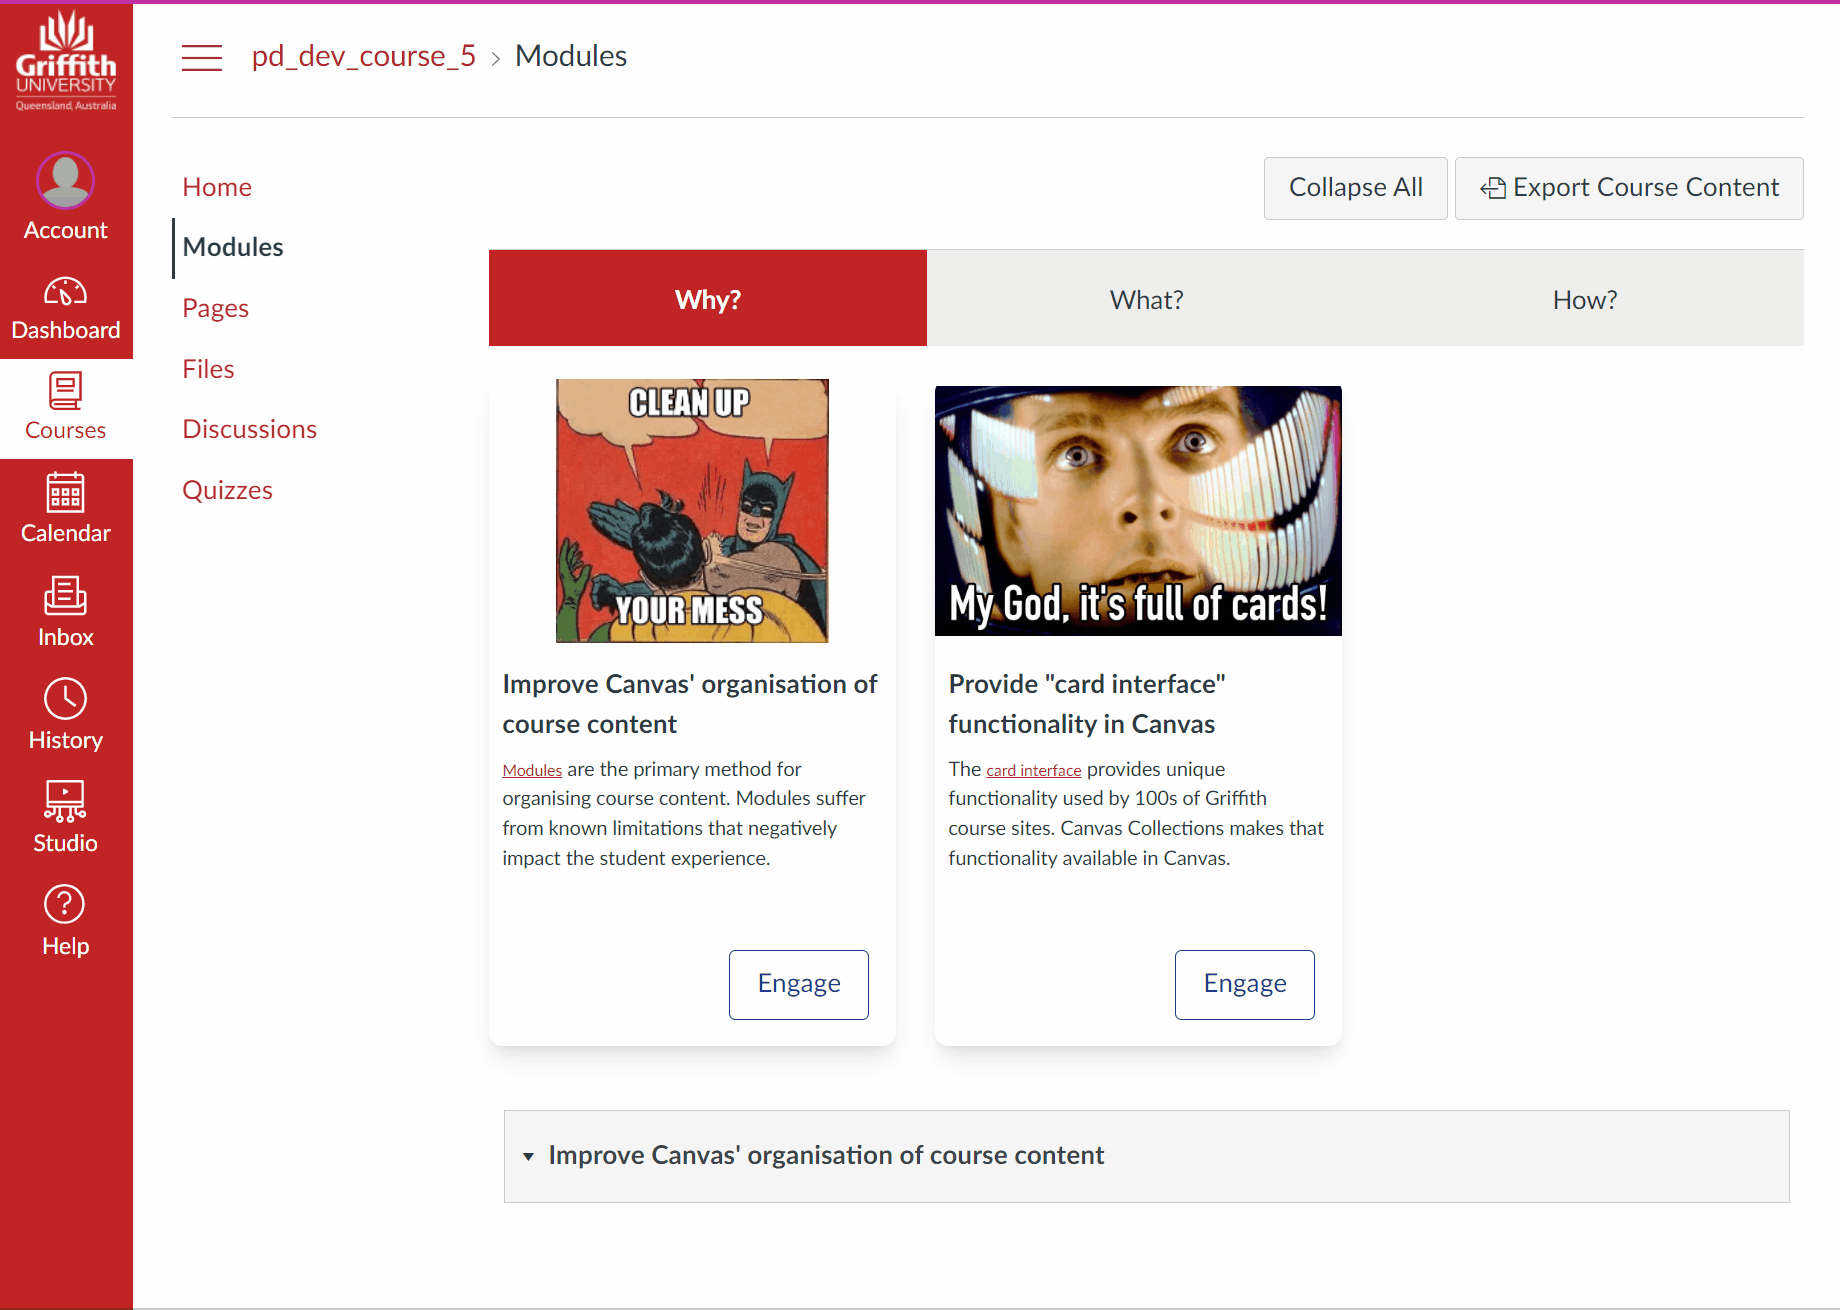 Griffith
UNIVERSITY
Queensland, Australia
Account
Dashboard
Courses
Calendar
Inbox
History
Studio
Help
pd_dev_course_5 › Modules
Home
Modules
Pages
Files
Discussions
Quizzes
Collapse All
Export Course Content
Why?
What?
How?
CLEAN UP
YOUR MESS
Improve Canvas' organisation of
course content
Modules are the primary method for
organising course content. Modules suffer
from known limitations that negatively
impact the student experience.
Engage
My God, it's full of cards!
Provide "card interface"
functionality in Canvas
The card interface provides unique
functionality used by 100s of Griffith
course sites. Canvas Collections makes that
functionality available in Canvas.
Engage
Improve Canvas' organisation of course content